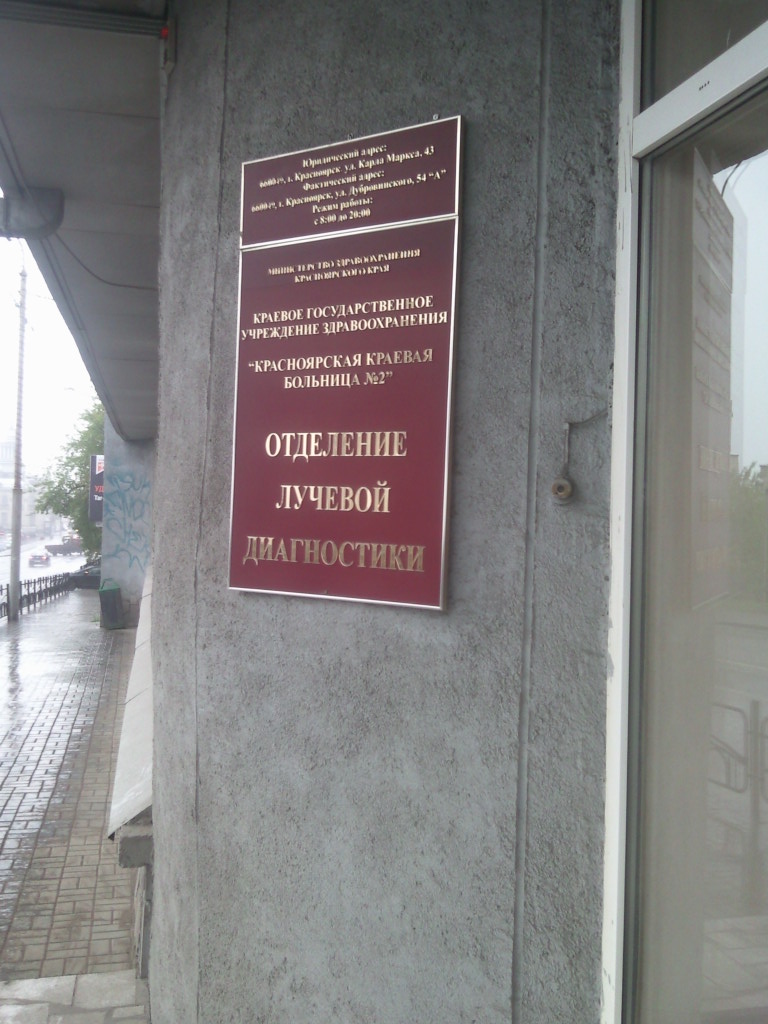 Юридический адрес:
г. Красноярск ул. Карла Маркса, 43
Фактический адрес:
г. Красноярск, ул. Дубровинского, 54 "А"
Режим работы:
с 8:00 до 20:00
МИНИСТЕРСТВО ЗДРАВООХРАНЕНИЯ
КРАСНОЯРСКОГО КРАЯ
КРАЕВОЕ ГОСУДАРСТВЕННОЕ
УЧРЕЖДЕНИЕ ЗДРАВООХРАНЕНИЯ
"КРАСНОЯРСКАЯ КРАЕВАЯ
БОЛЬНИЦА №2"
ОТДЕЛЕНИЕ
ЛУЧЕВОЙ
ДИАГНОСТИКИ